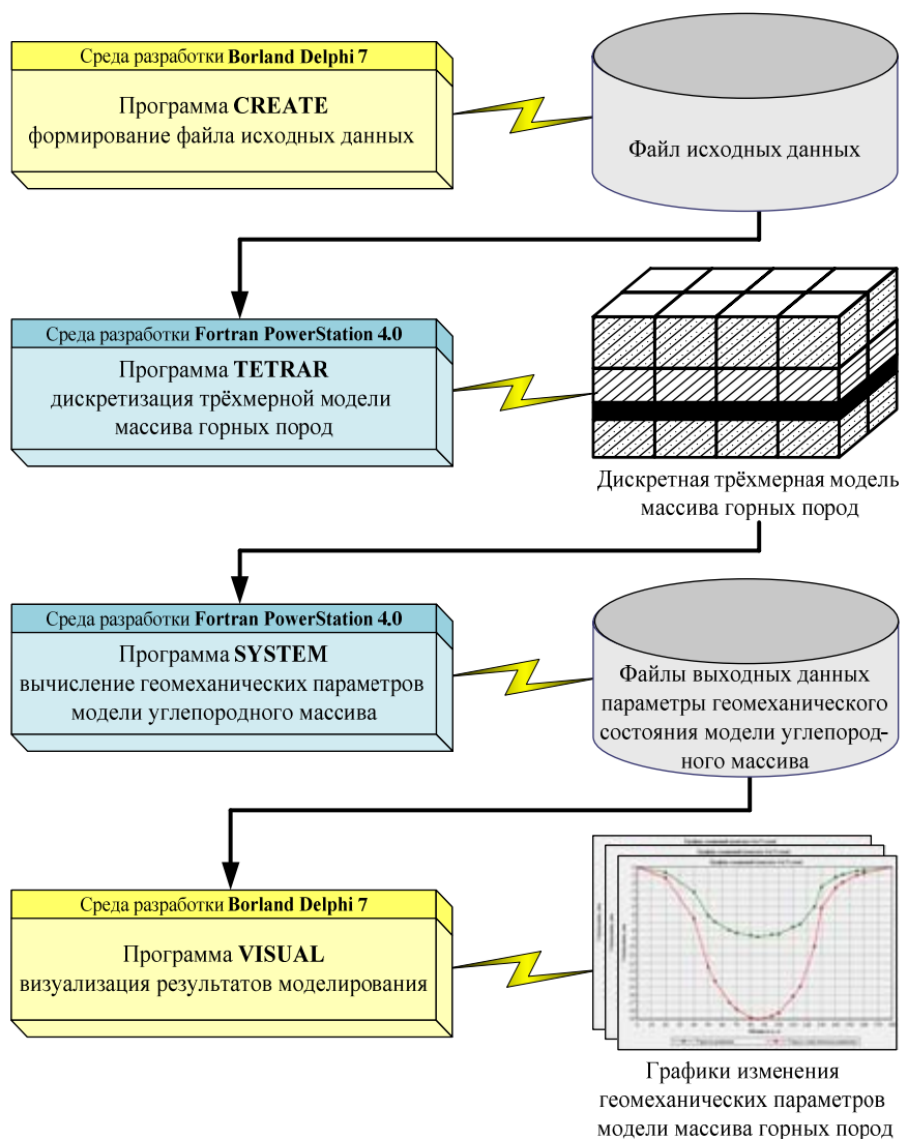 Среда разработки Borland Delphi 7
Программа CREATE
формирование файла исходных данных
Файл исходных данных
Среда разработки Fortran PowerStation 4.0
Программа TETRAR
дискретизация трёхмерной модели
массива горных пород
Дискретная трёхмерная модель
массива горных пород
Среда разработки Fortran PowerStation 4.0
Программа SYSTEM
вычисление геомеханических параметров
модели углепородного массива
Файлы выходных данных
параметры геомеханического
состояния модели углепород-
ного массива
Среда разработки Borland Delphi 7
Программа VISUAL
визуализация результатов моделирования
Графики изменения
геомеханических параметров
модели массива горных пород